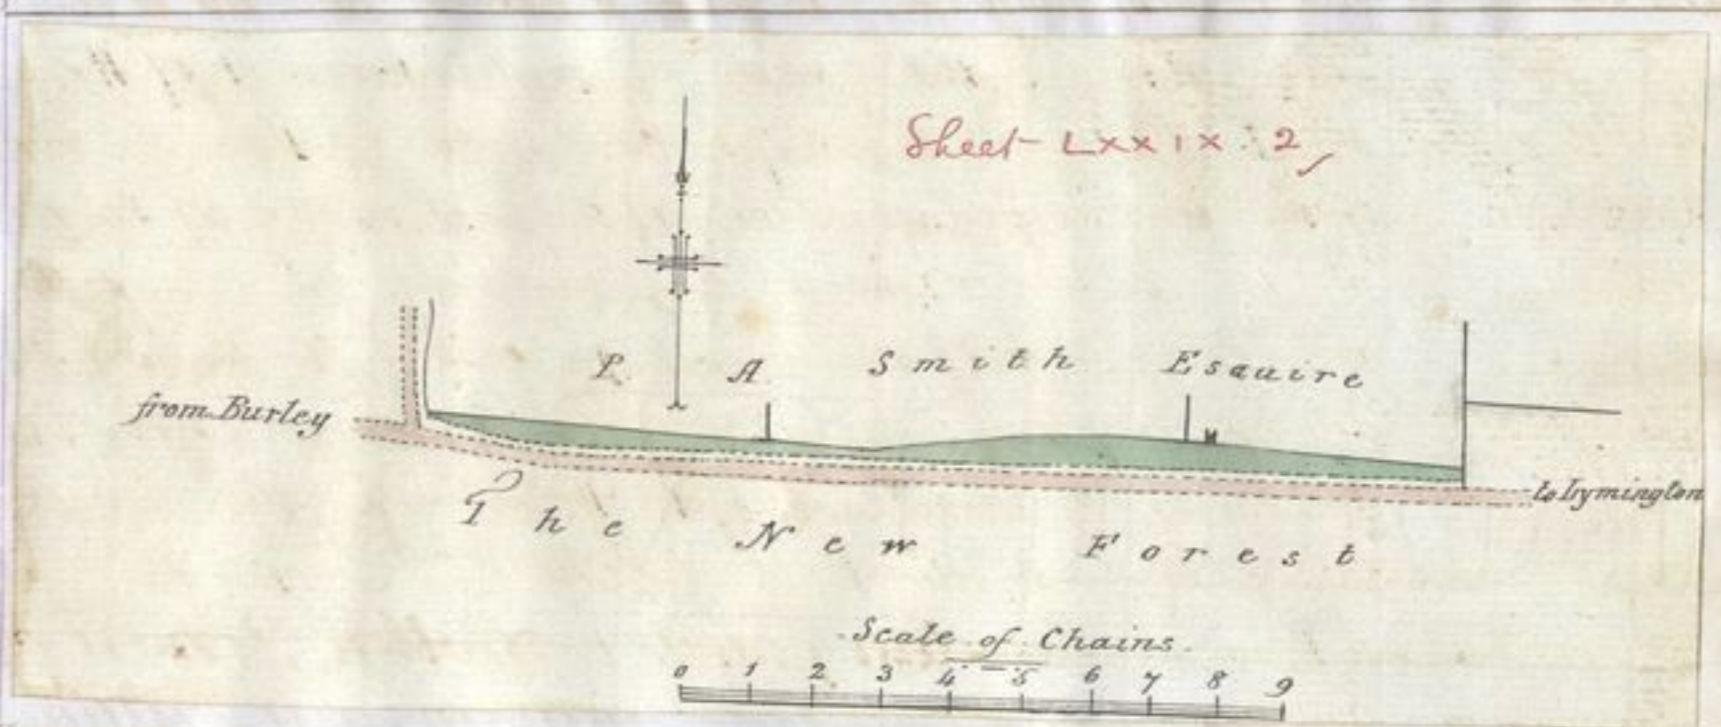 Sheet LXXIX. 2
P. A. Smith Esquire
from Burley
to Lymington
The New Forest
Scale of Chains.
0 1 2 3 4 5 6 7 8 9